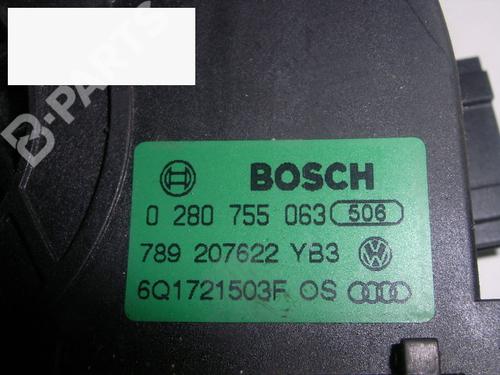 B-PARTS
BOSCH
0 280 755 063 506
789 207622 YB3
6Q1721503F OS